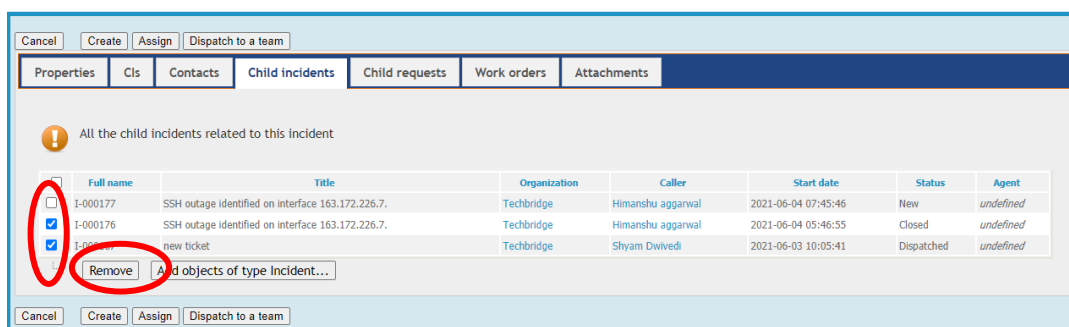 Cancel Create Assign Dispatch to a team
Properties CIs Contacts Child incidents Child requests Work orders Attachments
All the child incidents related to this incident
Full name Title Organization Caller Start date Status Agent
I-000177 SSH outage identified on interface 163.172.226.7. Techbridge Himanshu aggarwal 2021-06-04 07:45:46 New undefined
I-000176 SSH outage identified on interface 163.172.226.7. Techbridge Himanshu aggarwal 2021-06-04 05:46:55 Closed undefined
new ticket Techbridge Shyam Dwivedi 2021-06-03 10:05:41 Dispatched undefined
Remove Add objects of type Incident...
Cancel Create Assign Dispatch to a team